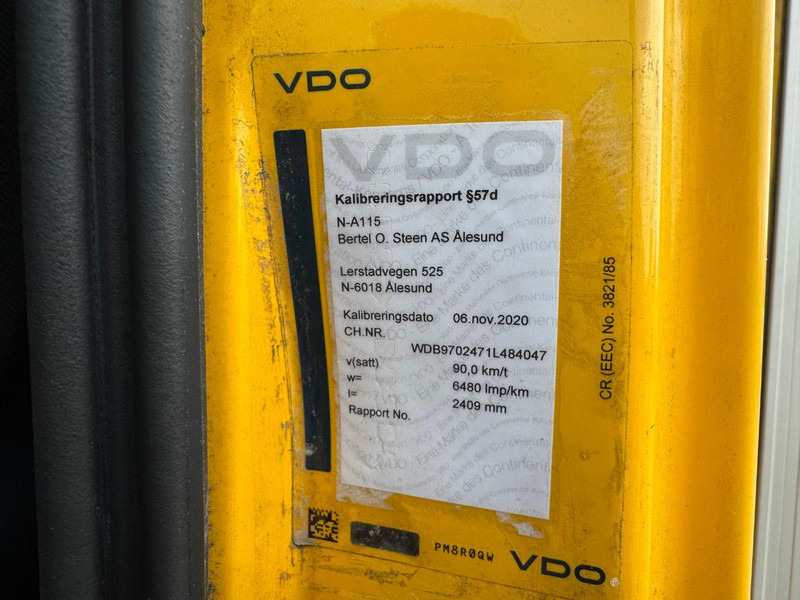 VDO
VDO
Kalibreringsrapport §57d
N-A115
Bertel O. Steen AS Ålesund
Lerstadvegen 525
N-6018 Ålesund
Kalibreringsdato 06.nov.2020
CH.NR.
WDB9702471L484047
v(satt) 90,0 km/t
w= 6480 Imp/km
l= 2409 mm
Rapport No.
CR (EEC) No. 3821/85
PM8R0QW
VDO